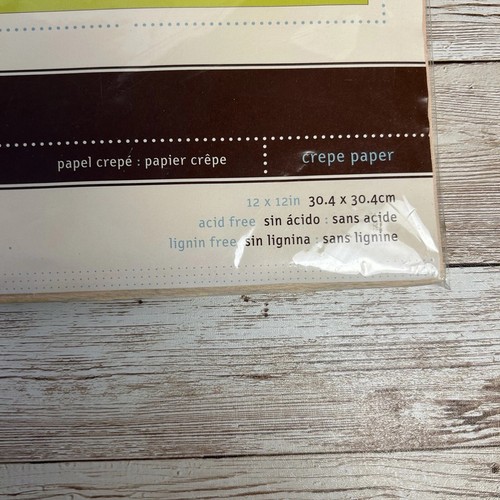 papel crepé : papier crêpe crepe paper
12 x 12in 30.4 x 30.4cm
acid free sin ácido : sans acide
lignin free sin lignina : sans lignine